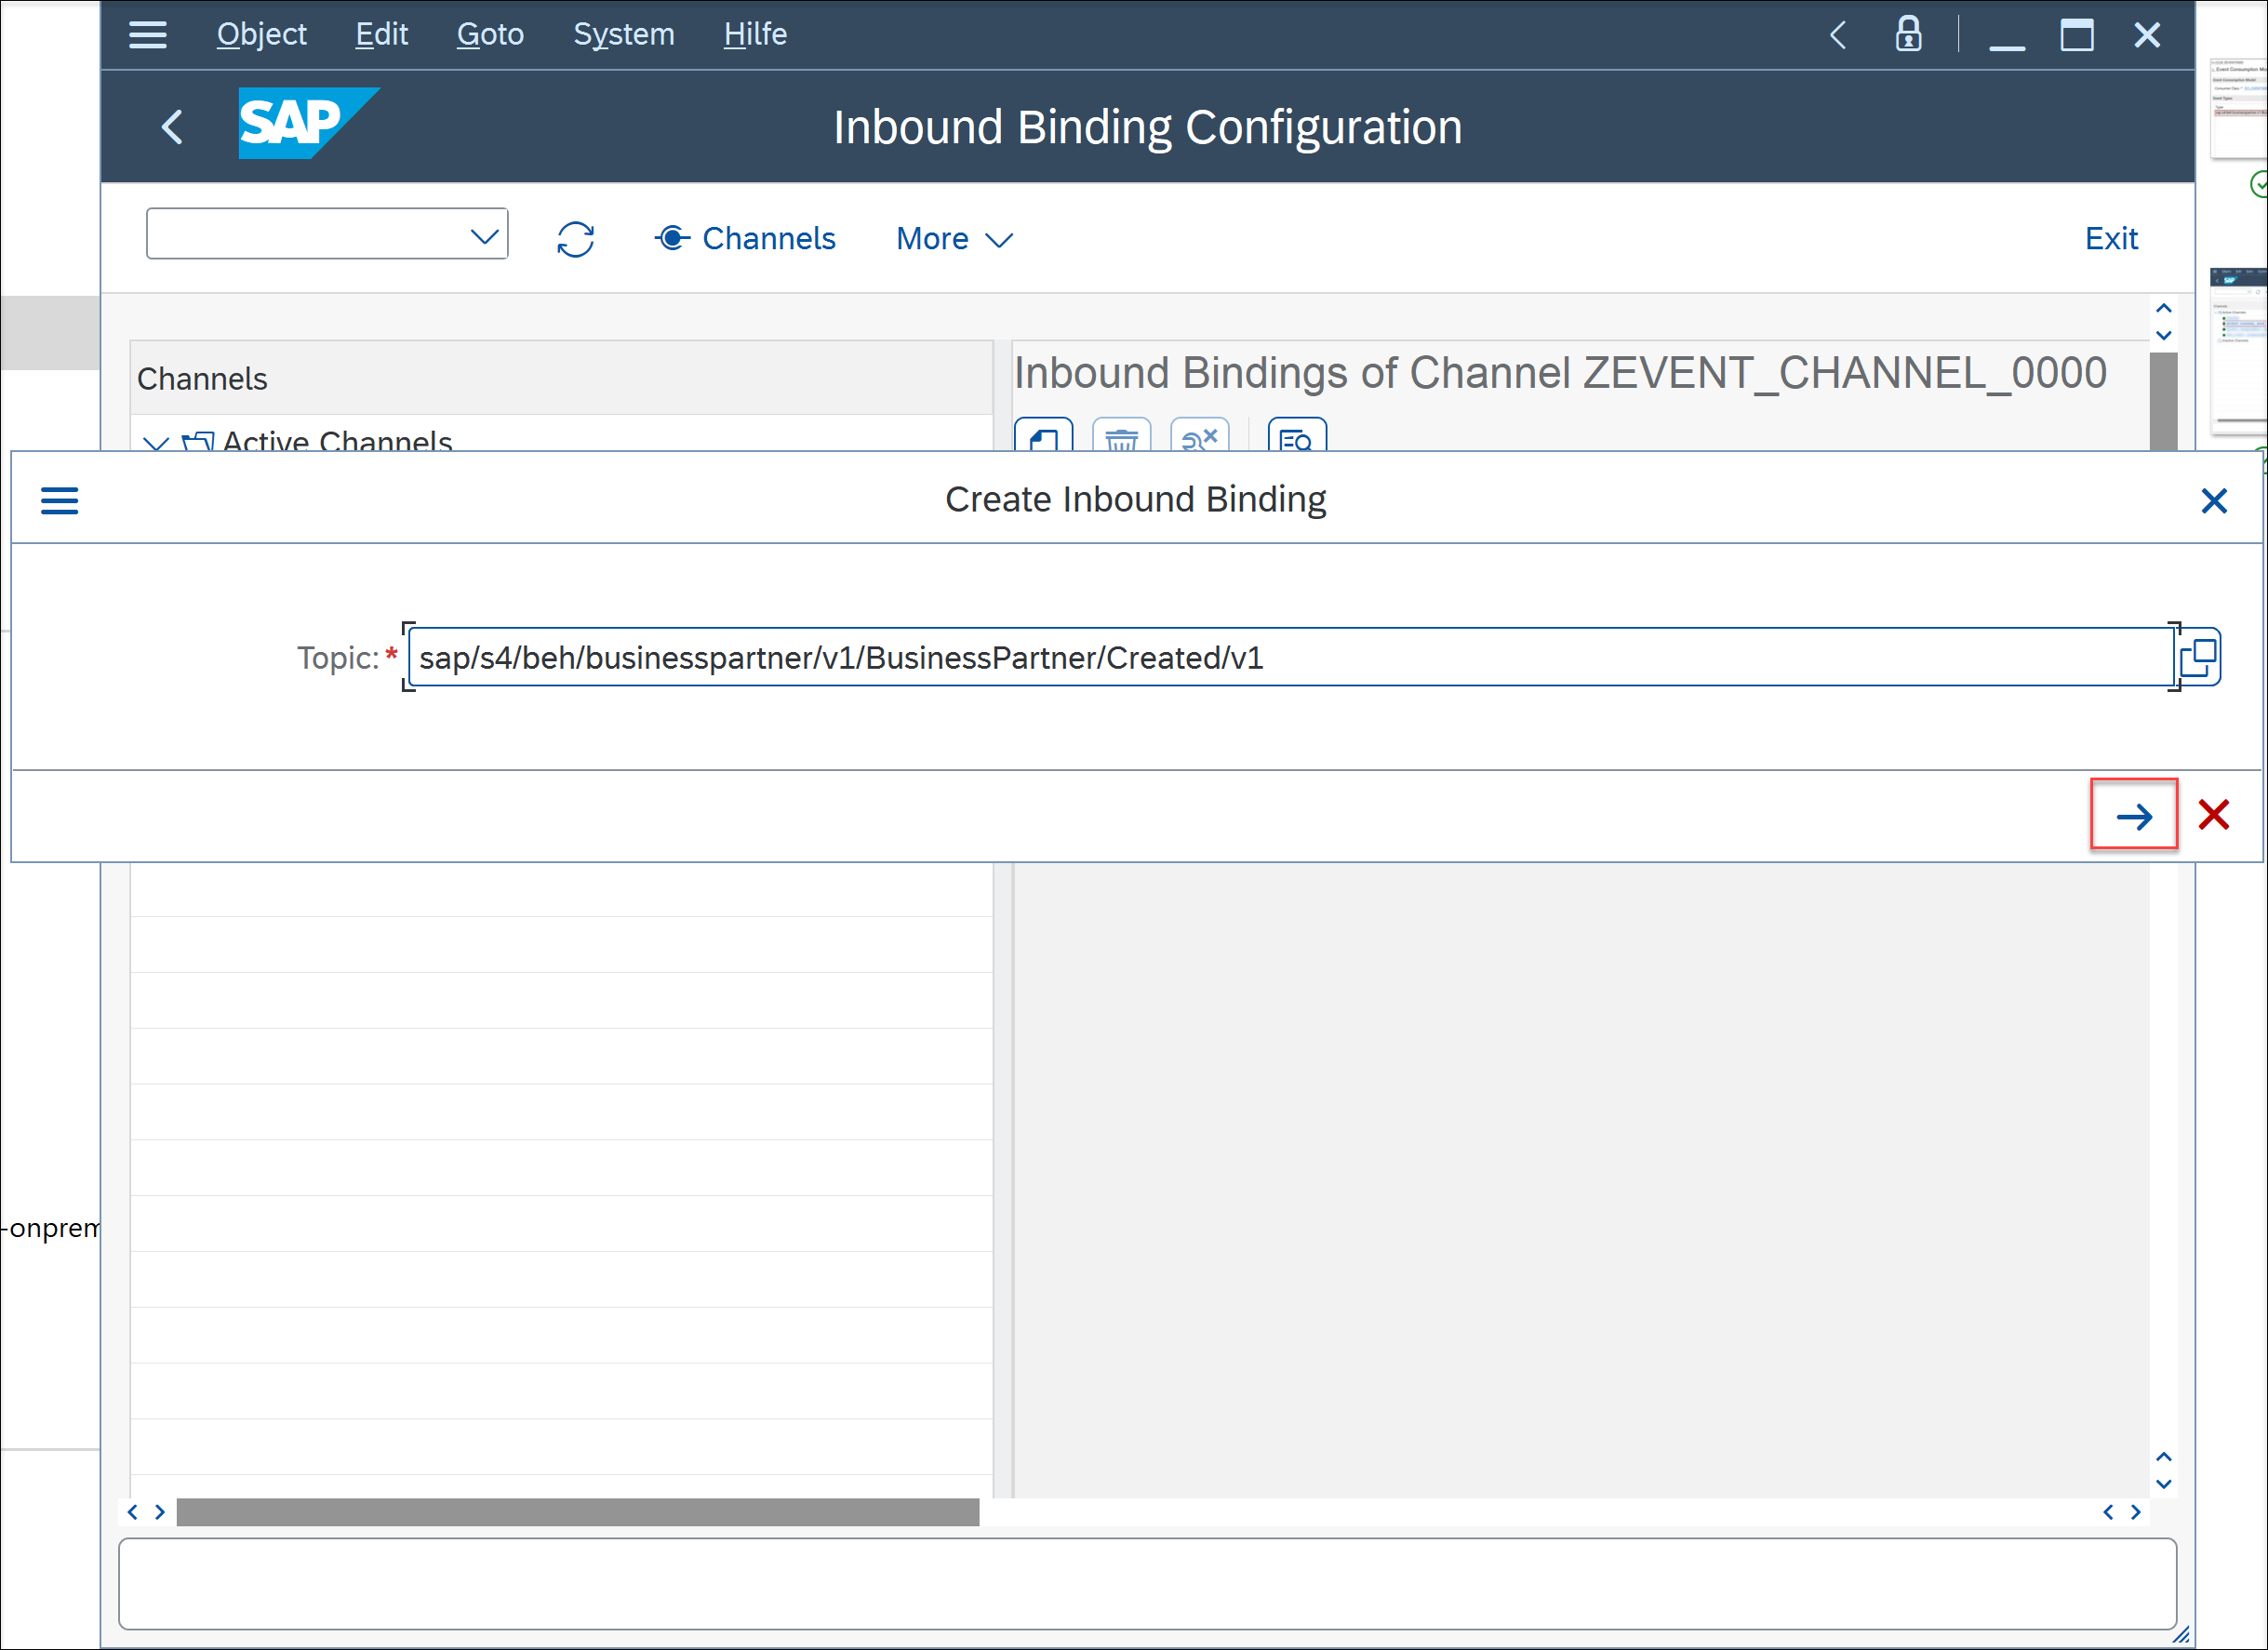 Object Edit Goto System Hilfe
SAP Inbound Binding Configuration
Channels More Exit
Channels
Inbound Bindings of Channel ZEVENT_CHANNEL_0000
Active Channels
Create Inbound Binding
Topic:* sap/s4/beh/businesspartner/v1/BusinessPartner/Created/v1
-onprem